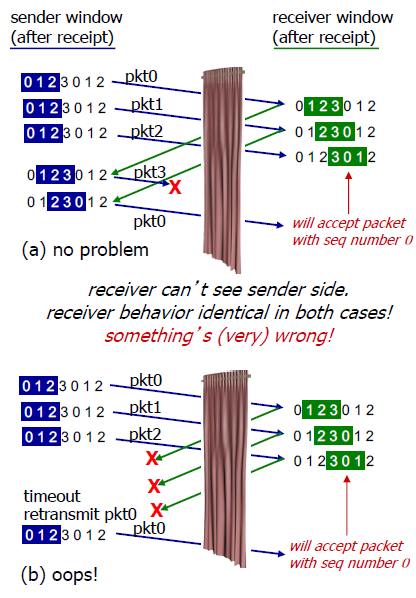 sender window
(after receipt)
receiver window
(after receipt)
0 1 2 3 0 1 2
pkt0
0 1 2 3 0 1 2
pkt1
0 1 2 3 0 1 2
0 1 2 3 0 1 2
pkt2
0 1 2 3 0 1 2
0 1 2 3 0 1 2
0 1 2 3 0 1 2
pkt3
X
0 1 2 3 0 1 2
pkt0
will accept packet
with seq number 0
(a) no problem
receiver can't see sender side.
receiver behavior identical in both cases!
something's (very) wrong!
0 1 2 3 0 1 2
pkt0
0 1 2 3 0 1 2
pkt1
0 1 2 3 0 1 2
0 1 2 3 0 1 2
pkt2
0 1 2 3 0 1 2
X
0 1 2 3 0 1 2
X
timeout
X
retransmit pkt0
pkt0
0 1 2 3 0 1 2
will accept packet
with seq number 0
(b) oops!